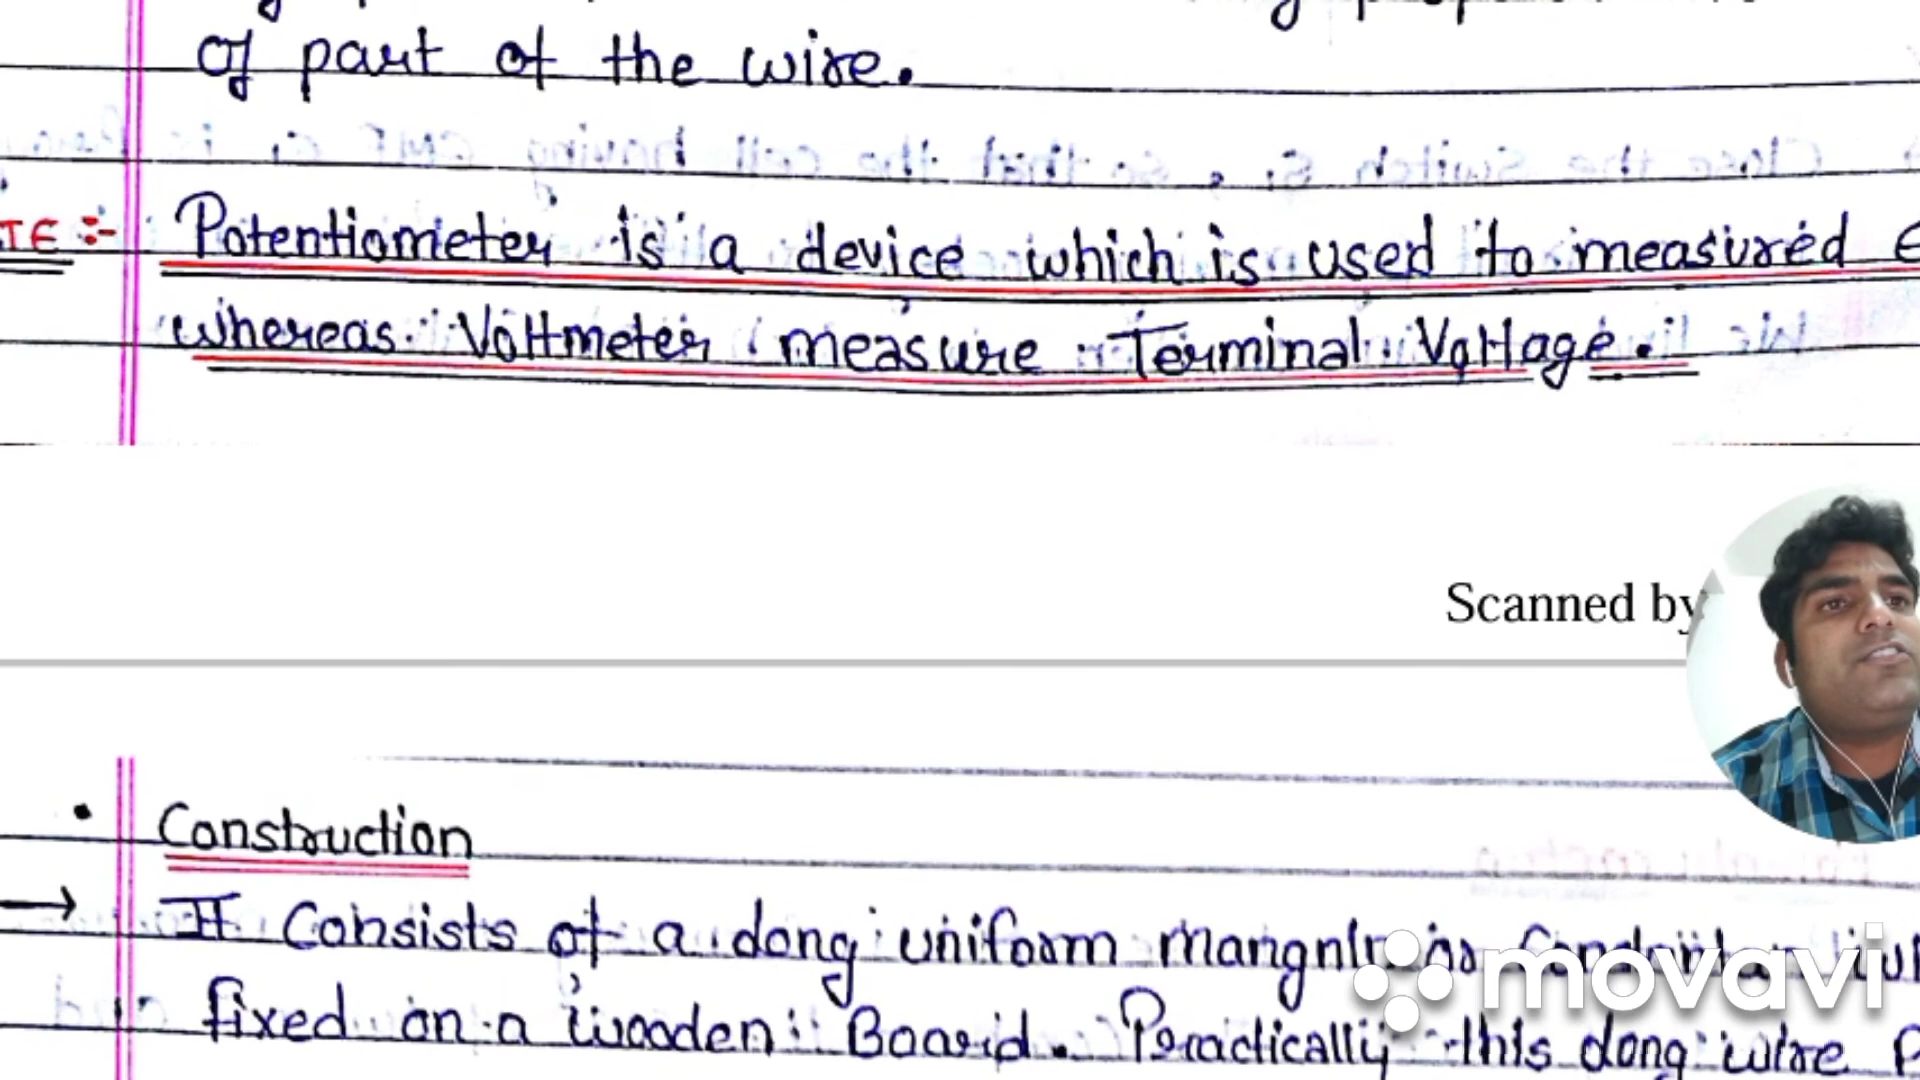 of part of the wire.
Potentiometer is a device which is used to measured
whereas Voltmeter measure Terminal Voltage.
Scanned by
Construction
It Consists of a long uniform
fixed on a wooden Board. Practically this long wire
movavi